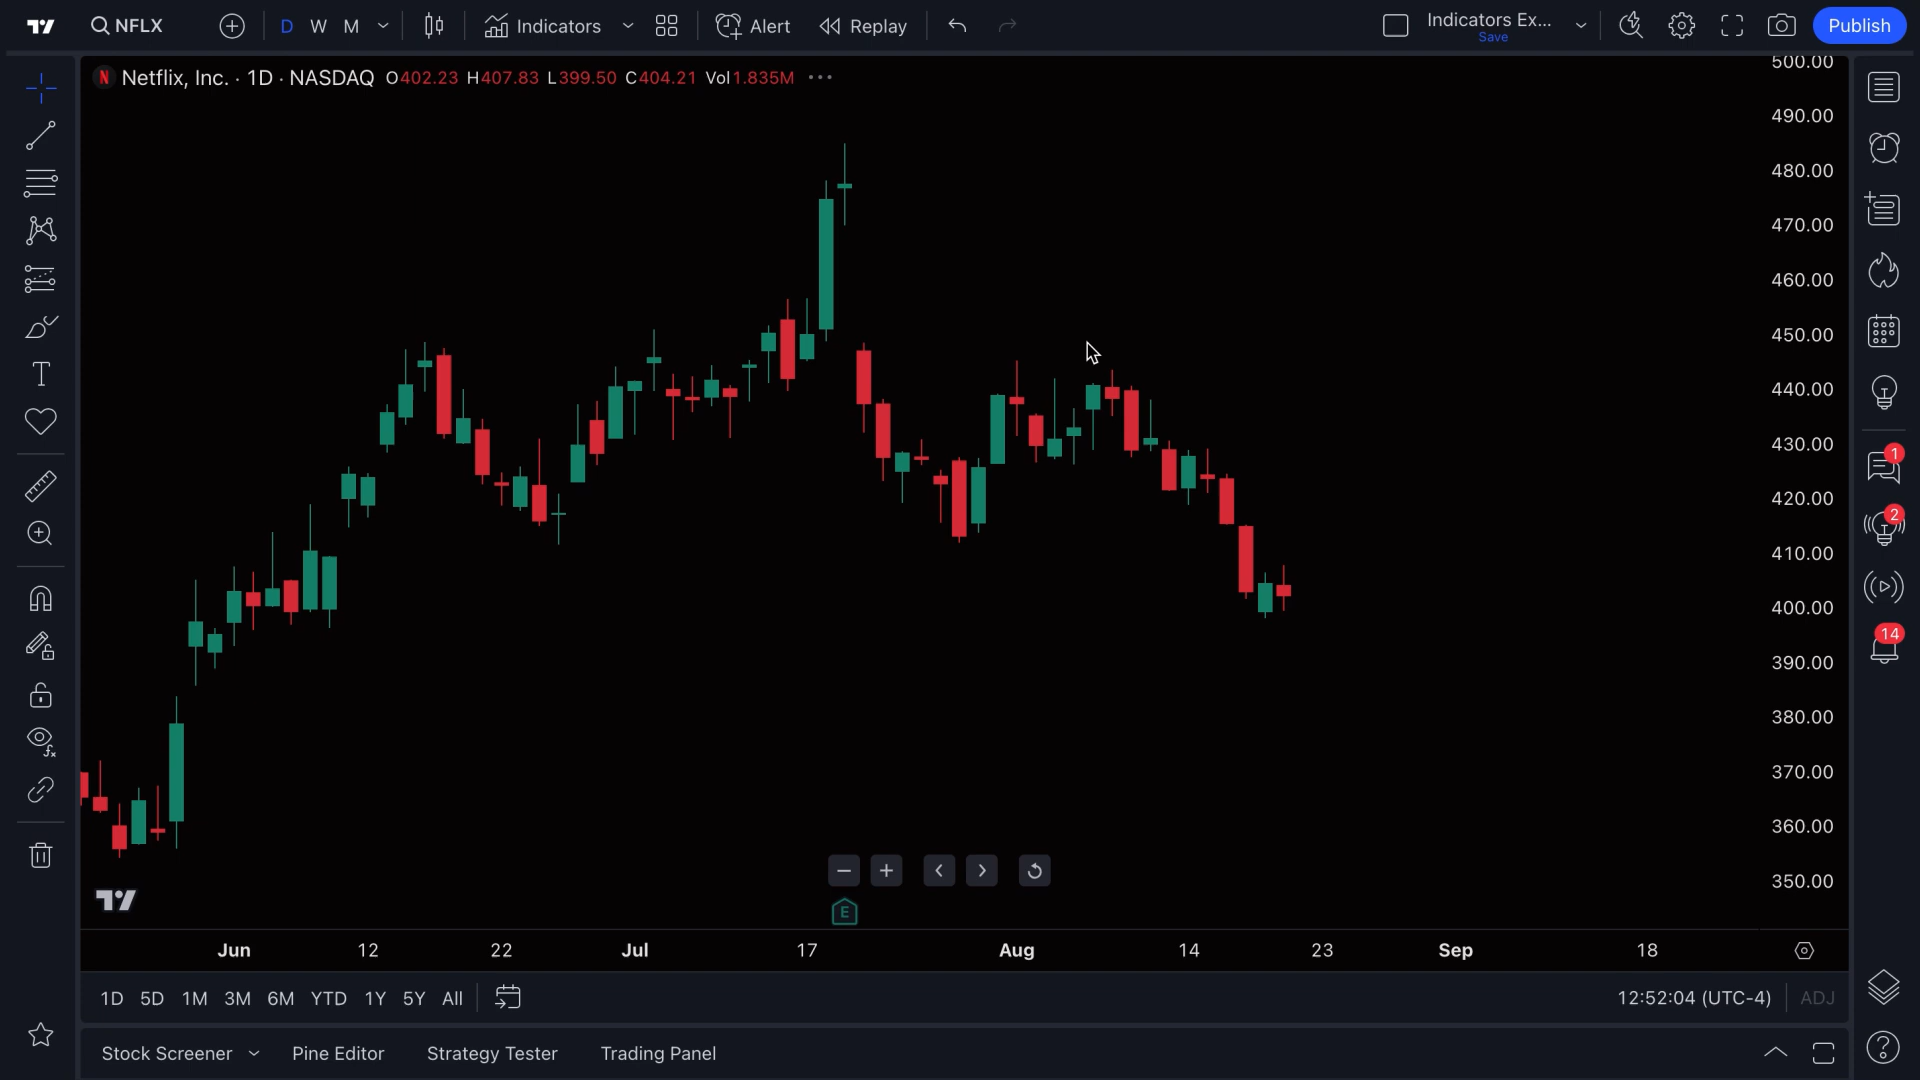 NFLX
D W M
Indicators
Alert
Replay
Indicators Ex...
Save
Publish
Netflix, Inc. · 1D · NASDAQ O402.23 H407.83 L399.50 C404.21 Vol1.835M
500.00
490.00
480.00
470.00
460.00
450.00
440.00
430.00
420.00
410.00
400.00
390.00
380.00
370.00
360.00
350.00
1
2
14
E
Jun 12 22 Jul 17 Aug 14 23 Sep 18
1D 5D 1M 3M 6M YTD 1Y 5Y All
12:52:04 (UTC-4) ADJ
Stock Screener Pine Editor Strategy Tester Trading Panel